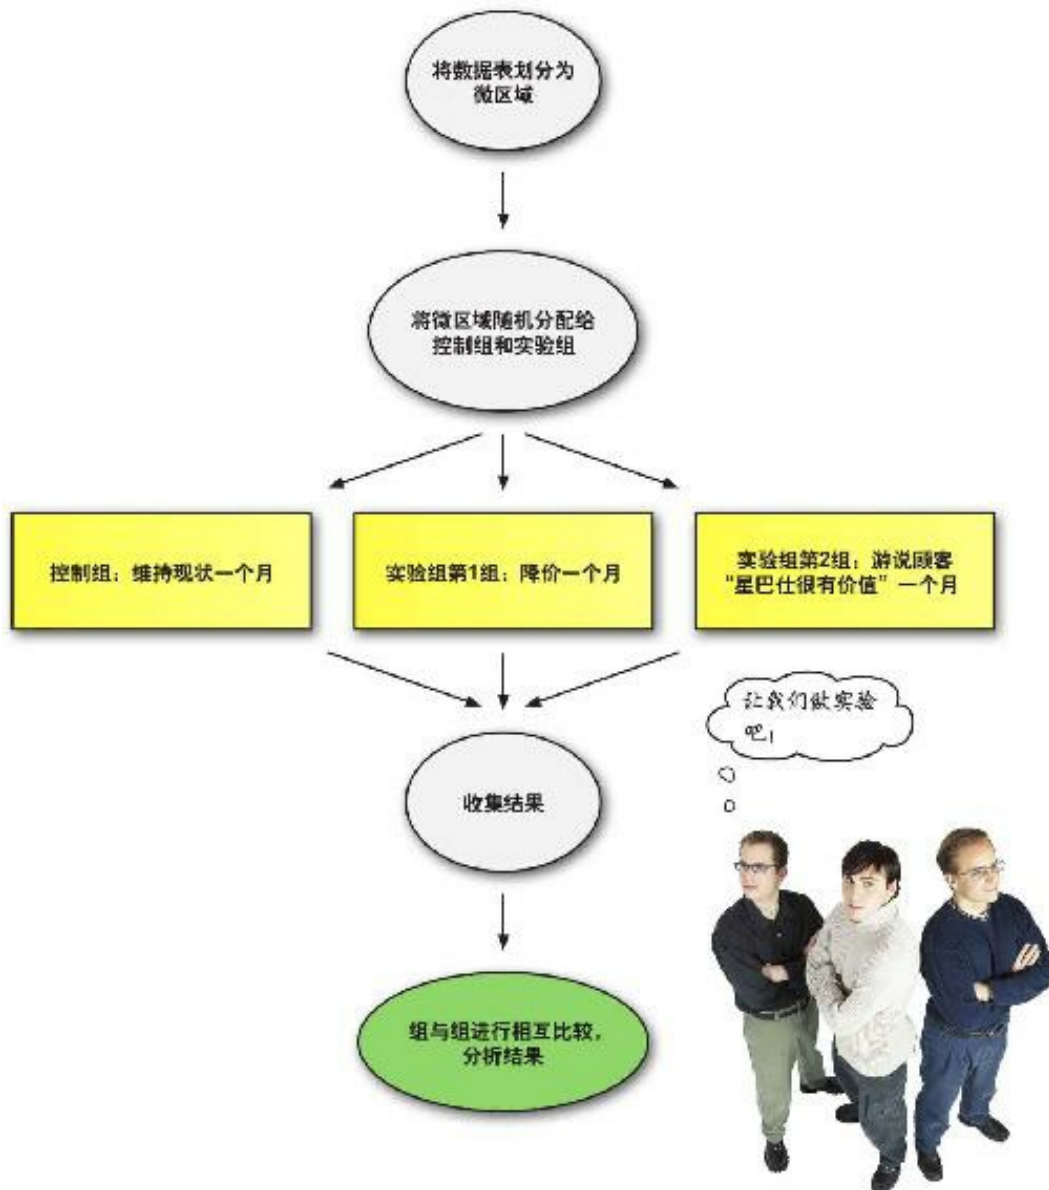 将数据表划分为
微区域
将微区域随机分配给
控制组和实验组
控制组：维持现状一个月
实验组第1组：降价一个月
实验组第2组：游说顾客
“星巴仕很有价值”一个月
让我们做实验
吧！
收集结果
组与组进行相互比较，
分析结果